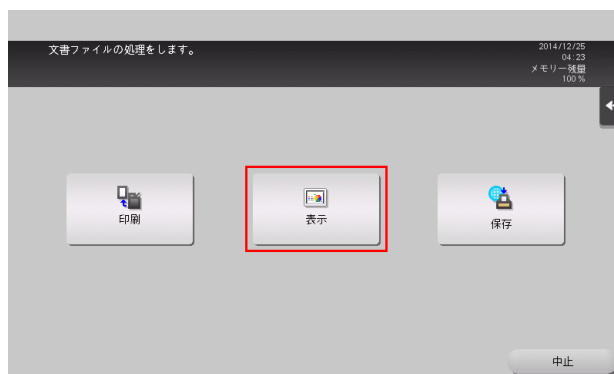 文書ファイルの処理をします。
2014/12/25
04:23
メモリー残量
100 %
印刷
表示
保存
中止